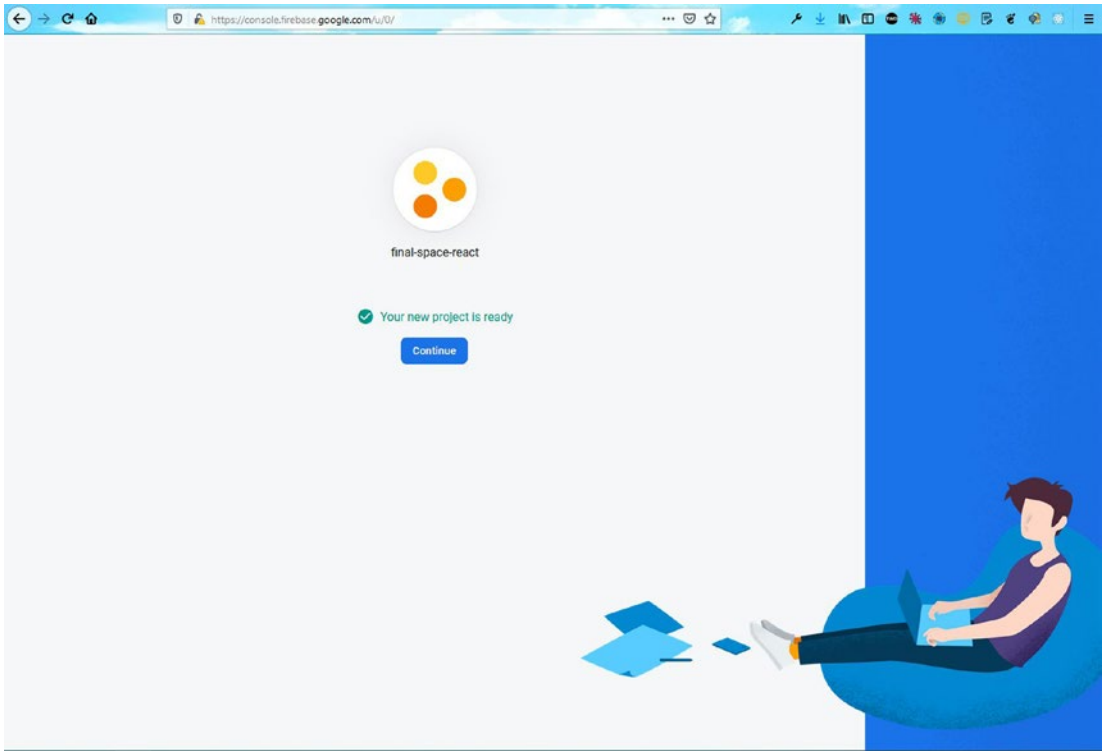 https://console.firebase.google.com/u/0/
final-space-react
Your new project is ready
Continue